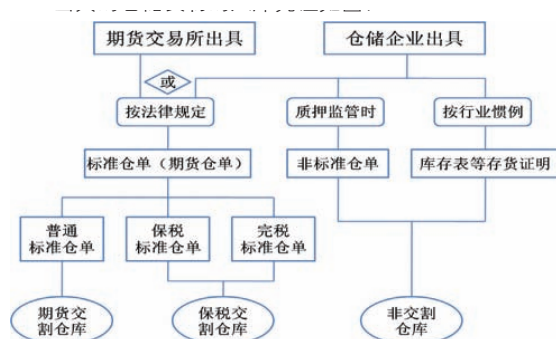 期货交易所出具
仓储企业出具
或
按法律规定
质押监管时
按行业惯例
标准仓单（期货仓单）
非标准仓单
库存表等存货证明
普通
标准仓单
保税
标准仓单
完税
标准仓单
期货交
割仓库
保税交
割仓库
非交割
仓库